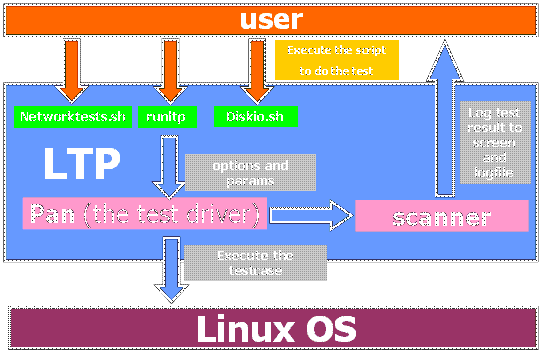 user
Execute the script
to do the test
Networktests.sh
runltp
Diskio.sh
Log test
result to
screen
and
logfile
LTP
options and
params
Pan (the test driver)
scanner
Execute the
testcase
Linux OS